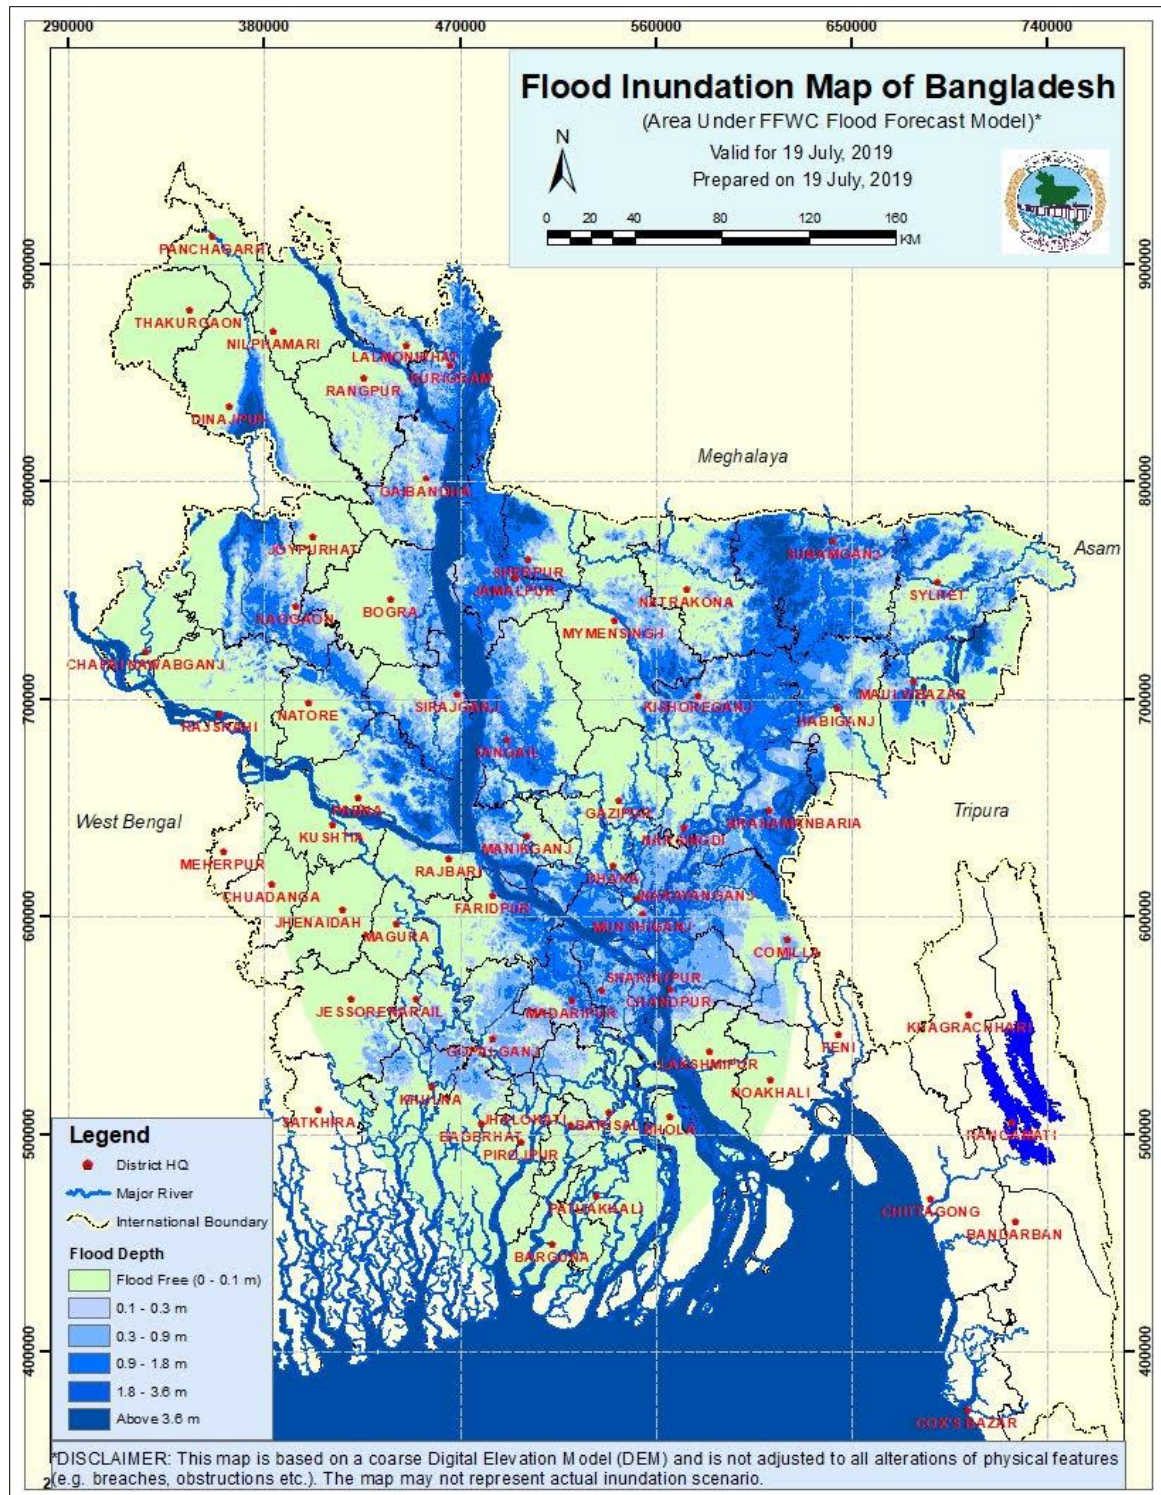 290000 380000 470000 560000 650000 740000
Flood Inundation Map of Bangladesh
(Area Under FFWC Flood Forecast Model)*
N
Valid for 19 July, 2019
Prepared on 19 July, 2019
0 20 40 80 120 160
KM
900000 900000
PANCHAGARH
THAKURGAON
NILPHAMARI
LALMONIRHAT
KURIGRAM
RANGPUR
DINAJPUR
Meghalaya
800000 800000
GAIBANDHA
JOYPURHAT
SUNAMGANJ
Asam
SHERPUR
JAMALPUR
SYLHET
NETRAKONA
BOGRA
NAOGAON
MYMENSINGH
CHAPAI NAWABGANJ
MAULVIBAZAR
700000 700000
SIRAJGANJ
KISHOREGANJ
NATORE
HABIGANJ
RAJSHAHI
TANGAIL
PABNA
GAZIPUR
BRAHAMANBARIA
Tripura
West Bengal
KUSHTIA
NARSINGDI
MANIKGANJ
MEHERPUR
RAJBARI
DHAKA
CHUADANGA
NARAYANGANJ
FARIDPUR
JHENAIDAH
600000 600000
MUNSHIGANJ
MAGURA
COMILLA
SHARIATPUR
CHANDPUR
JESSORE NARAIL
MADARIPUR
KHAGRACHHARI
GOPALGANJ
FENI
LAKSHMIPUR
NOAKHALI
KHULNA
SATKHIRA
JHALOKATI
BARISAL BHOLA
BAGERHAT
PIROJPUR
RANGAMATI
500000 500000
PATUAKHALI
CHITTAGONG
BANDARBAN
BARGUNA
400000 400000
COX'S BAZAR
Legend
District HQ
Major River
International Boundary
Flood Depth
Flood Free (0 - 0.1 m)
0.1 - 0.3 m
0.3 - 0.9 m
0.9 - 1.8 m
1.8 - 3.6 m
Above 3.6 m
*DISCLAIMER: This map is based on a coarse Digital Elevation Model (DEM) and is not adjusted to all alterations of physical features
(e.g. breaches, obstructions etc.). The map may not represent actual inundation scenario.